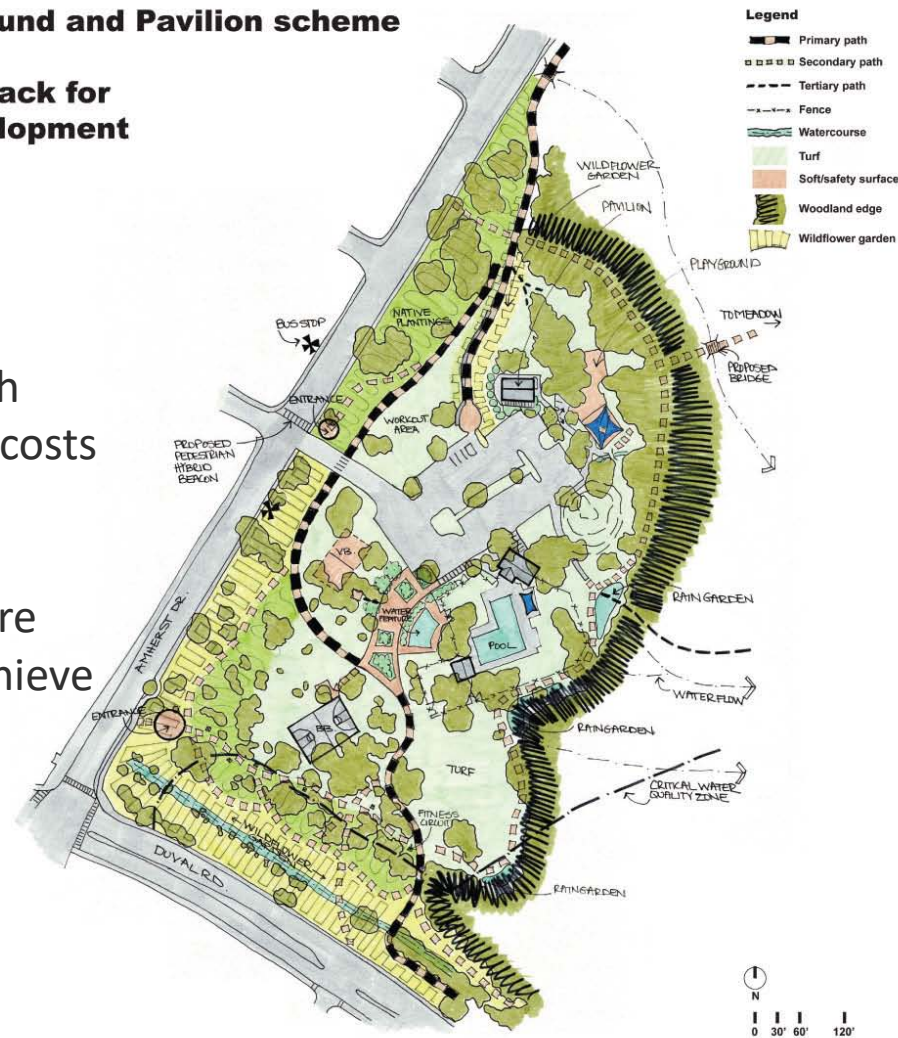 und and Pavilion scheme
ack for
lopment
h
costs
re
hieve
Legend
Primary path
Secondary path
Tertiary path
Fence
Watercourse
Turf
Soft/safety surface
Woodland edge
Wildflower garden
WILDFLOWER
GARDEN
PAVILION
PLAYGROUND
TO MEADOW
PROPOSED
BRIDGE
BUS STOP
NATIVE
PLANTINGS
ENTRANCE
WORKOUT
AREA
PROPOSED
PEDESTRIAN
HYBRID
BEACON
AMHERST DR.
V.B.
WATER
FEATURE
POOL
RAINGARDEN
WATERFLOW
RAINGARDEN
ENTRANCE
BB.
TURF
CRITICAL WATER
QUALITY ZONE
FITNESS
CIRCUIT
WILDFLOWER
GARDEN
DUVAL RD.
RAINGARDEN
N
0 30' 60' 120'